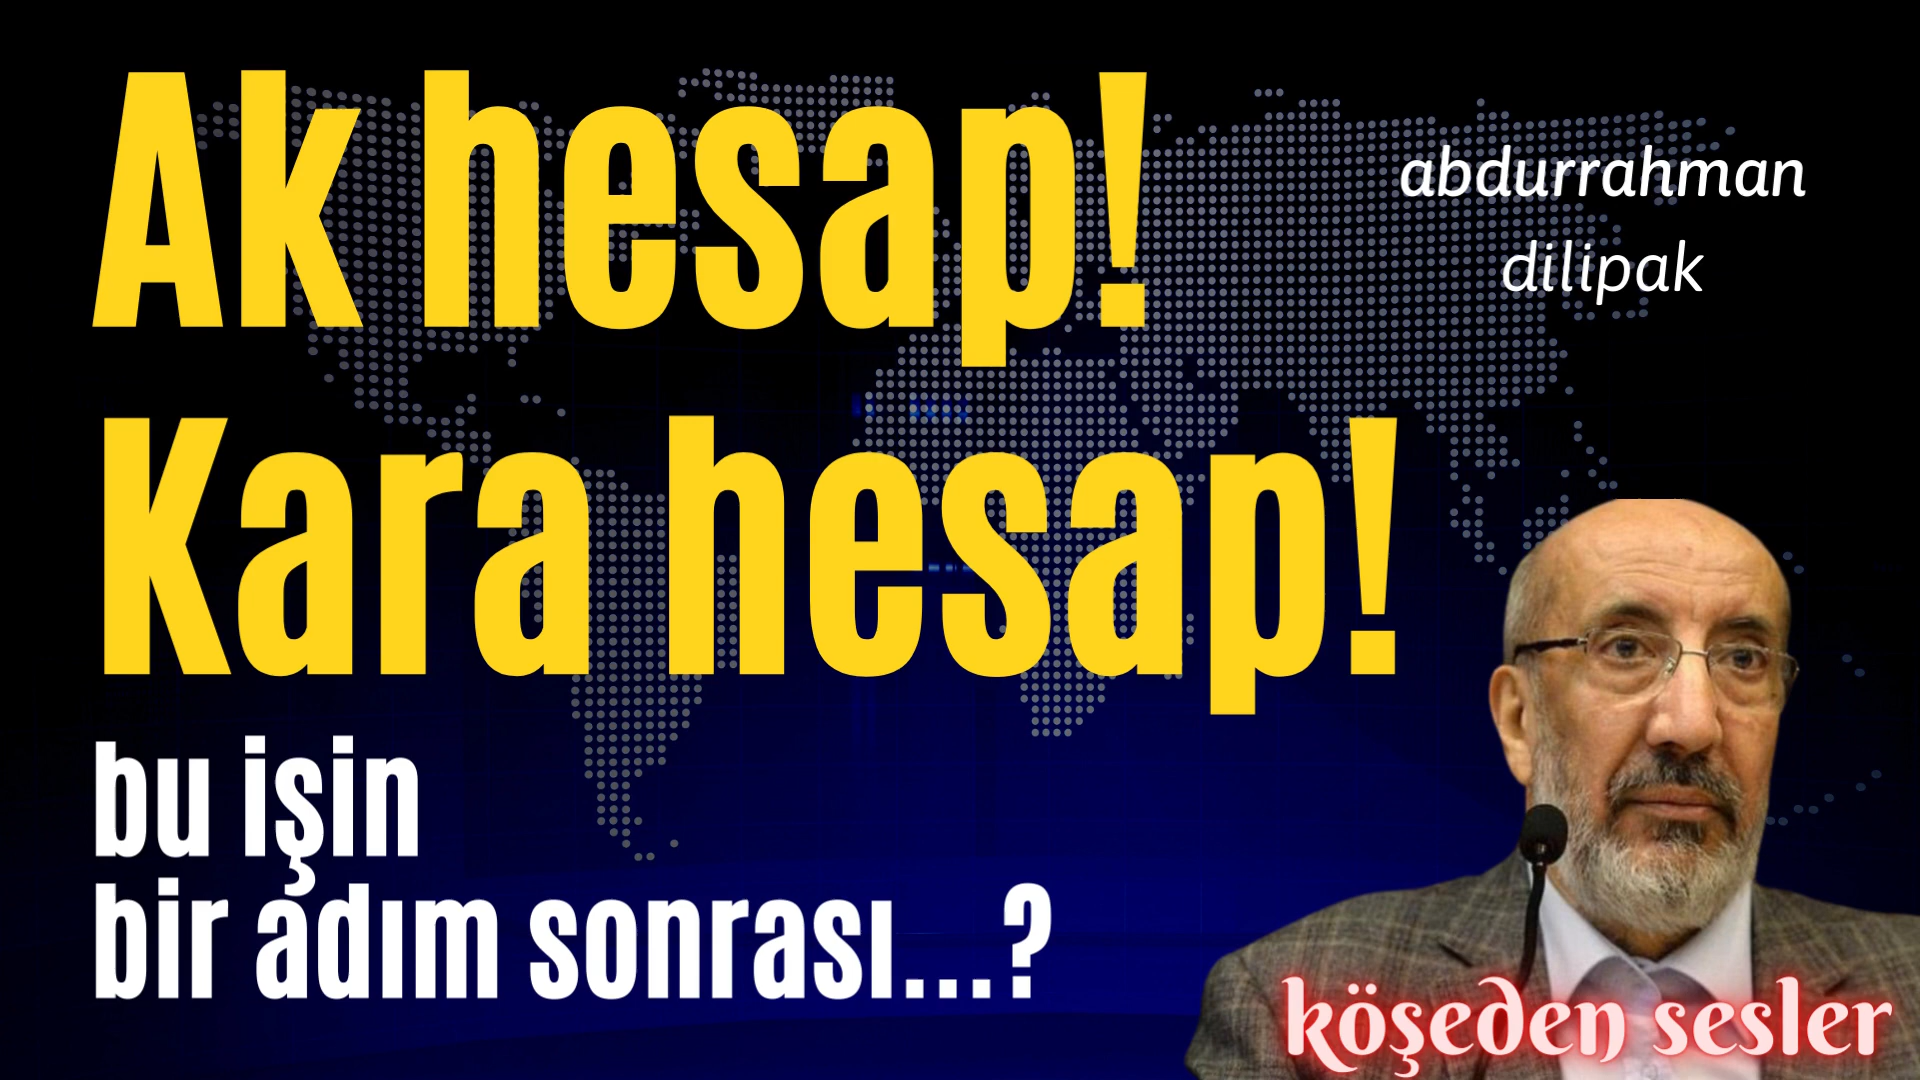 Ak hesap!
abdurrahman
dilipak
Kara hesap!
bu işin
bir adım sonrası...?
köşeden sesler